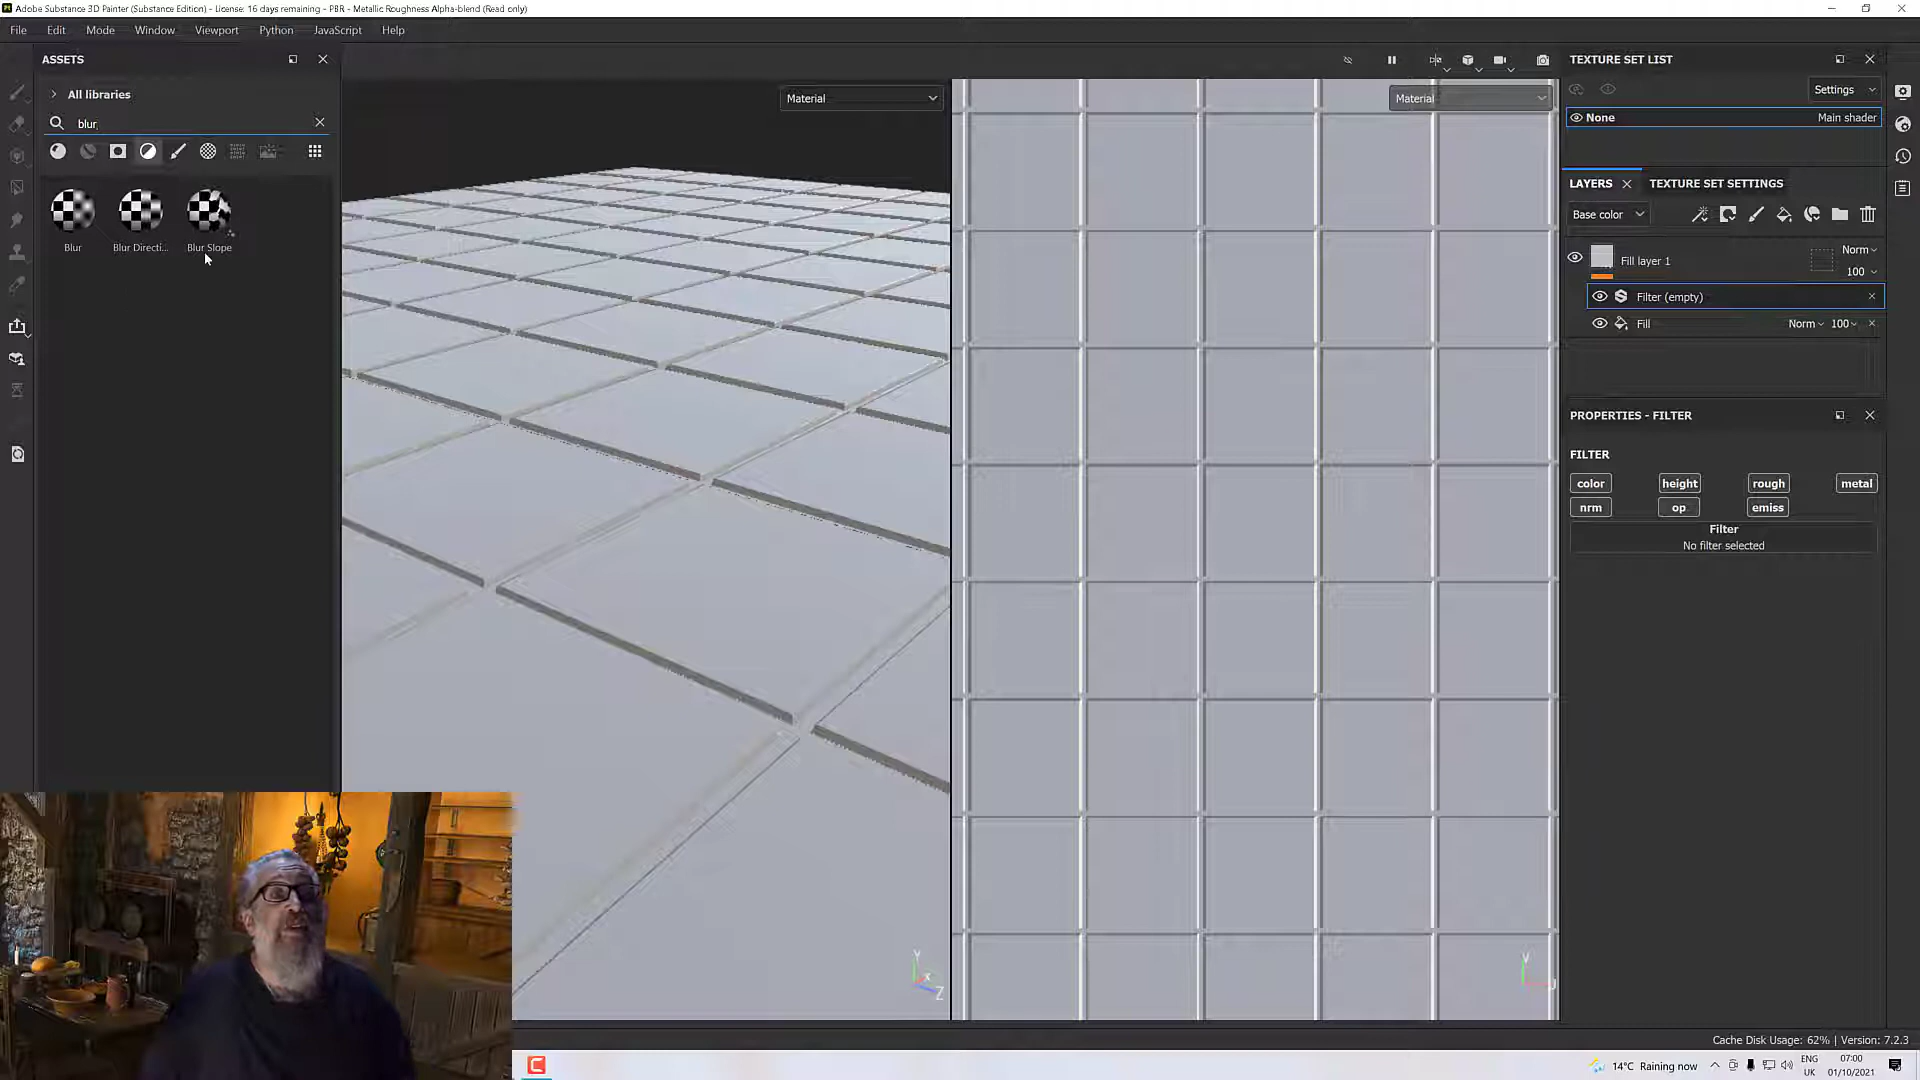 Adobe Substance 3D Painter (Substance Edition) - License: 16 days remaining - PBR - Metallic Roughness Alpha-blend (Read only)
File Edit Mode Window Viewport Python JavaScript Help
ASSETS
All libraries
blur
Blur Blur Directi... Blur Slope
Material
Material
TEXTURE SET LIST
Settings
None Main shader
LAYERS TEXTURE SET SETTINGS
Base color
Fill layer 1 Norm
100
Filter (empty)
Fill Norm 100
PROPERTIES - FILTER
FILTER
color height rough metal
nrm op emiss
Filter
No filter selected
Y
X
Z
V
U
Cache Disk Usage: 62% | Version: 7.2.3
14°C Raining now
ENG
UK
07:00
01/10/2021